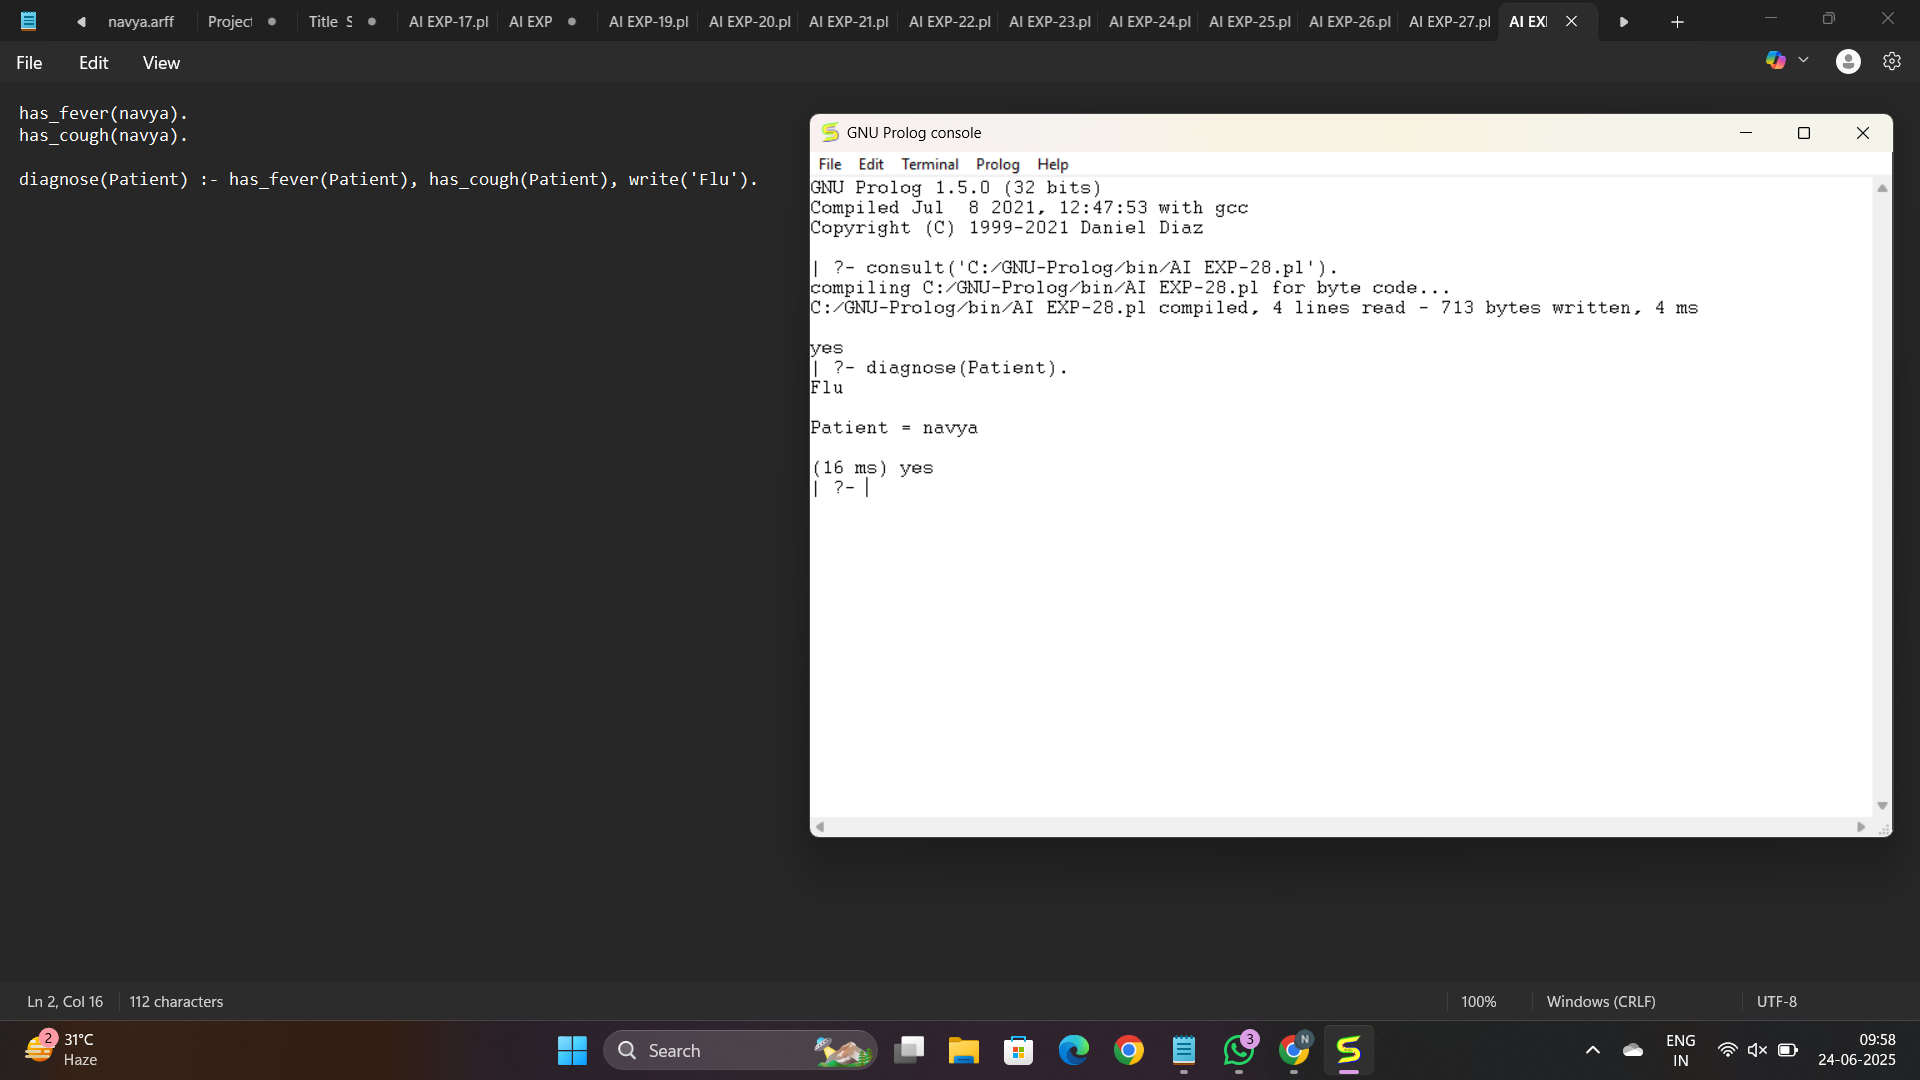 navya.arff Project Title S AI EXP-17.pl AI EXP AI EXP-19.pl AI EXP-20.pl AI EXP-21.pl AI EXP-22.pl AI EXP-23.pl AI EXP-24.pl AI EXP-25.pl AI EXP-26.pl AI EXP-27.pl AI EXI
File Edit View
has_fever(navya).
has_cough(navya).
diagnose(Patient) :- has_fever(Patient), has_cough(Patient), write('Flu').
GNU Prolog console
File Edit Terminal Prolog Help
GNU Prolog 1.5.0 (32 bits)
Compiled Jul  8 2021, 12:47:53 with gcc
Copyright (C) 1999-2021 Daniel Diaz
| ?- consult('C:/GNU-Prolog/bin/AI EXP-28.pl').
compiling C:/GNU-Prolog/bin/AI EXP-28.pl for byte code...
C:/GNU-Prolog/bin/AI EXP-28.pl compiled, 4 lines read - 713 bytes written, 4 ms
yes
| ?- diagnose(Patient).
Flu
Patient = navya
(16 ms) yes
| ?-
Ln 2, Col 16 112 characters 100% Windows (CRLF) UTF-8
2 31°C
Haze
Search
3
N
ENG
IN
09:58
24-06-2025